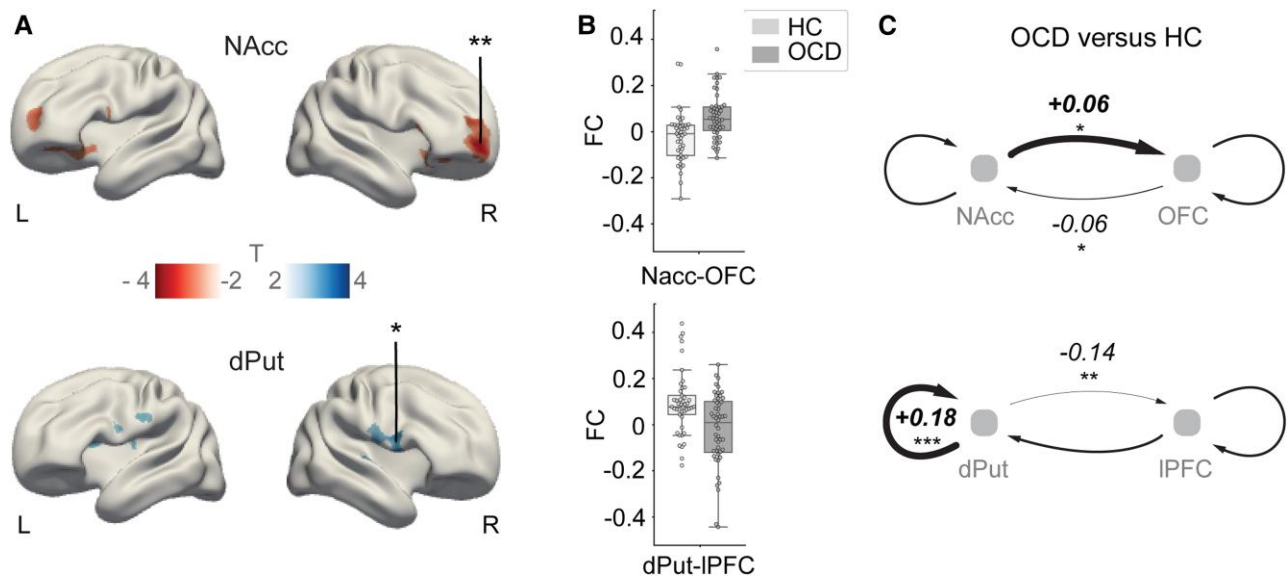 A
NAcc
**
L
R
T
- 4
-2
2
4
dPut
*
L
R
B
HC
OCD
0.4
0.2
0
-0.2
-0.4
FC
Nacc-OFC
0.4
0.2
0
-0.2
-0.4
FC
dPut-lPFC
C
OCD versus HC
+0.06
*
NAcc
OFC
-0.06
*
-0.14
**
+0.18
***
dPut
lPFC